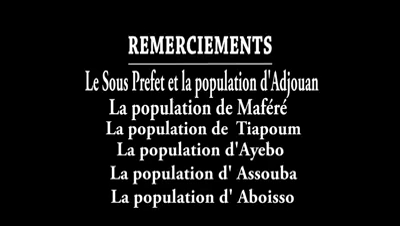 REMERCIEMENTS
Le Sous Prefet et la population d'Adjouan
La population de Maféré
La population de Tiapoum
La population d'Ayebo
La population d' Assouba
La population d' Aboisso